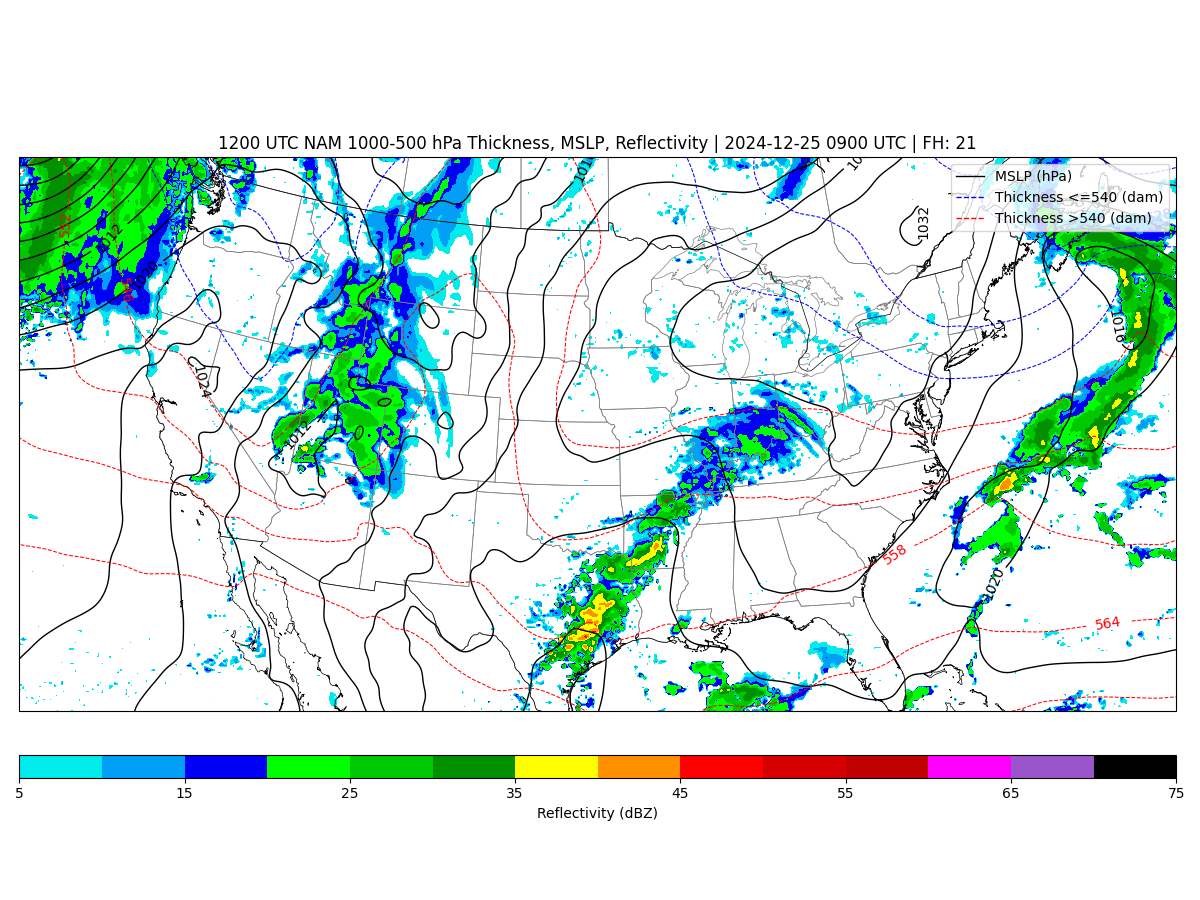 1200 UTC NAM 1000-500 hPa Thickness, MSLP, Reflectivity | 2024-12-25 0900 UTC | FH: 21
MSLP (hPa)
Thickness <=540 (dam)
Thickness >540 (dam)
1032
552
1012
1020
1016
1024
1012
558
1020
564
5 15 25 35 45 55 65 75
Reflectivity (dBZ)